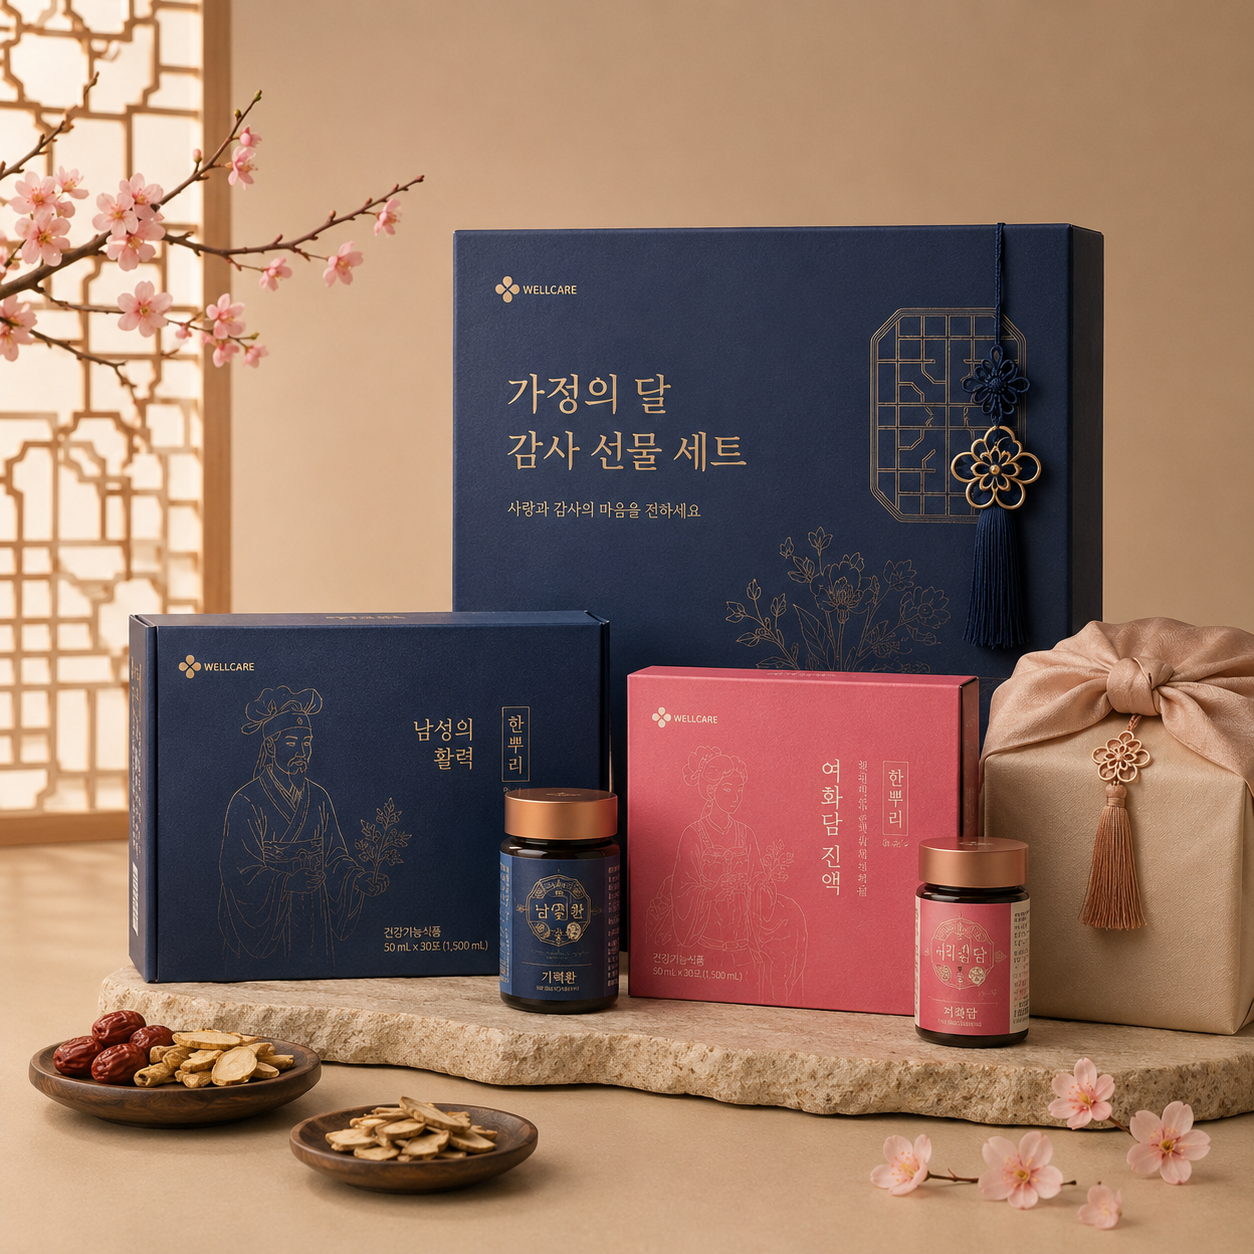 WELLCARE
가정의 달
감사 선물 세트
사랑과 감사의 마음을 전하세요
WELLCARE
남성의
활력
한뿌리
건강기능식품
50 mL x 30포 (1,500 mL)
기력환
WELLCARE
여화담 진액
한뿌리
건강기능식품
50 mL x 30요 (1,500 mL)